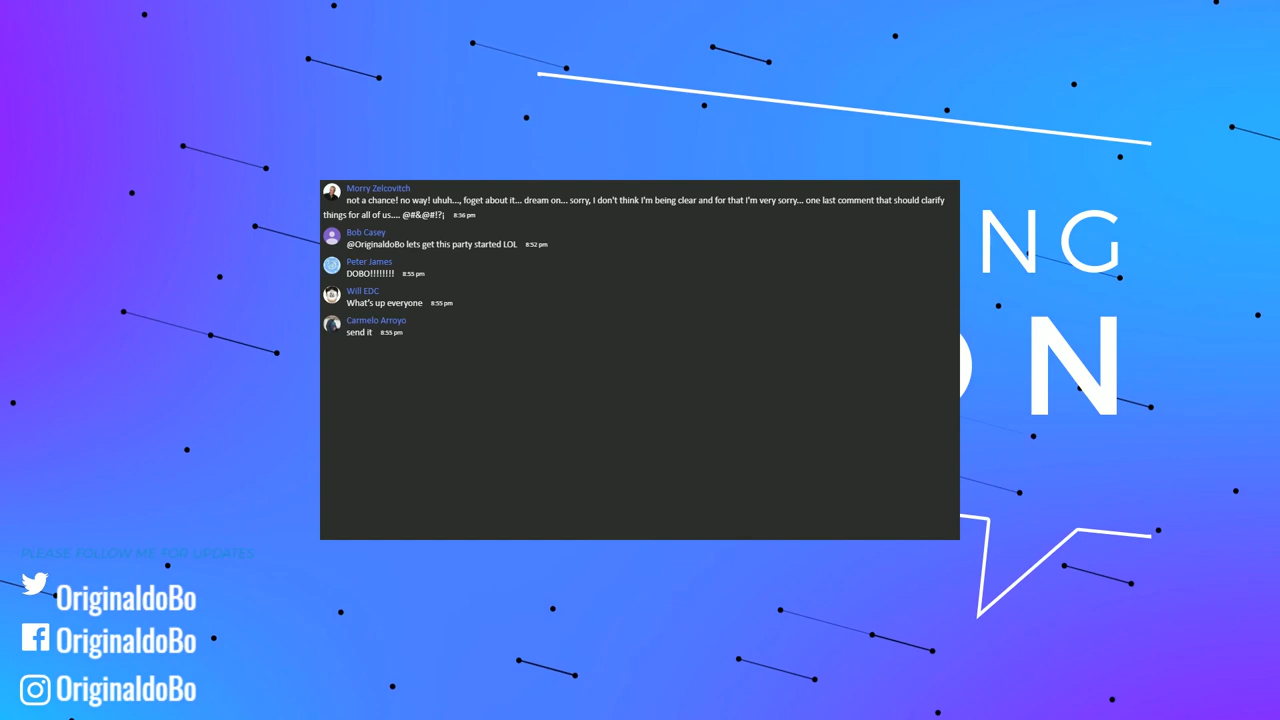 Morry Zelcovitch
not a chance! no way! uhuh..., foget about it... dream on... sorry, I don't think I'm being clear and for that I'm very sorry... one last comment that should clarify
things for all of us.... @#&@#!?¡ 8:36 pm
Bob Casey
@OriginaldoBo lets get this party started LOL 8:52 pm
Peter James
DOBO!!!!!!!! 8:55 pm
Will EDC
What's up everyone 8:55 pm
Carmelo Arroyo
send it 8:55 pm
NG
ON
PLEASE FOLLOW ME FOR UPDATES
OriginaldoBo
OriginaldoBo
OriginaldoBo